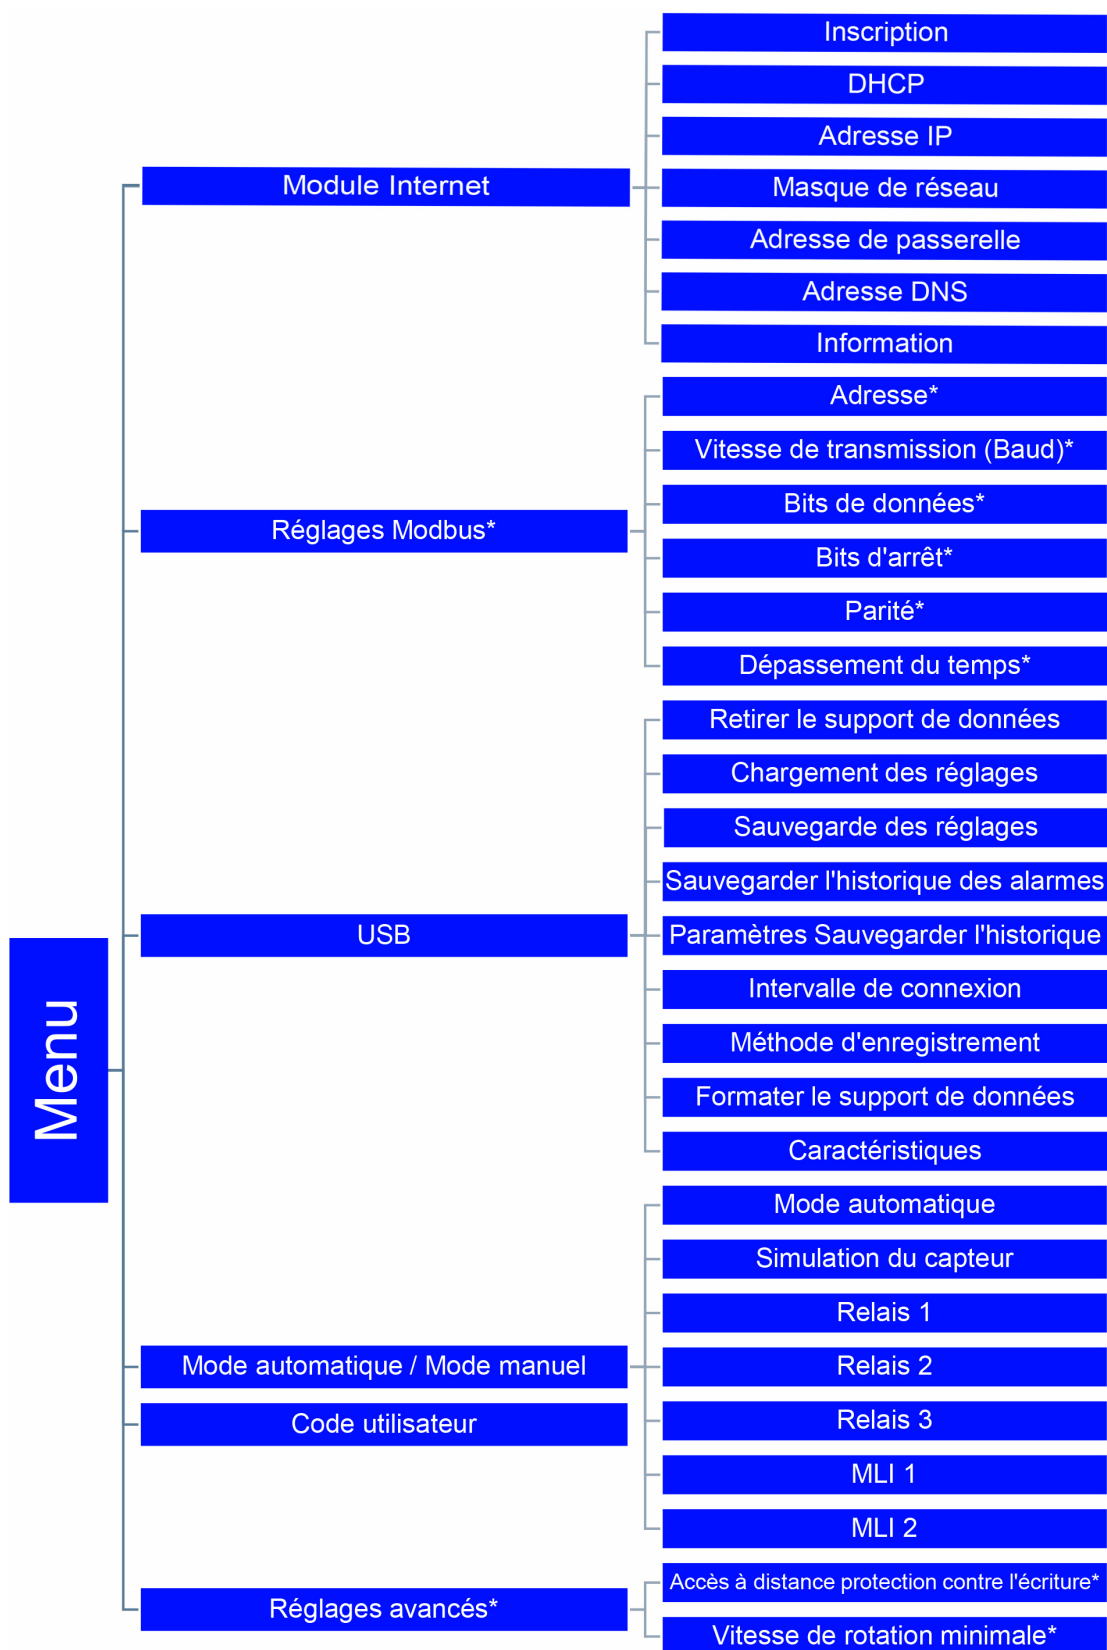 Menu
Module Internet
Inscription
DHCP
Adresse IP
Masque de réseau
Adresse de passerelle
Adresse DNS
Information
Réglages Modbus*
Adresse*
Vitesse de transmission (Baud)*
Bits de données*
Bits d'arrêt*
Parité*
Dépassement du temps*
USB
Retirer le support de données
Chargement des réglages
Sauvegarde des réglages
Sauvegarder l'historique des alarmes
Paramètres Sauvegarder l'historique
Intervalle de connexion
Méthode d'enregistrement
Formater le support de données
Caractéristiques
Mode automatique / Mode manuel
Mode automatique
Simulation du capteur
Relais 1
Relais 2
Relais 3
MLI 1
MLI 2
Code utilisateur
Réglages avancés*
Accès à distance protection contre l'écriture*
Vitesse de rotation minimale*